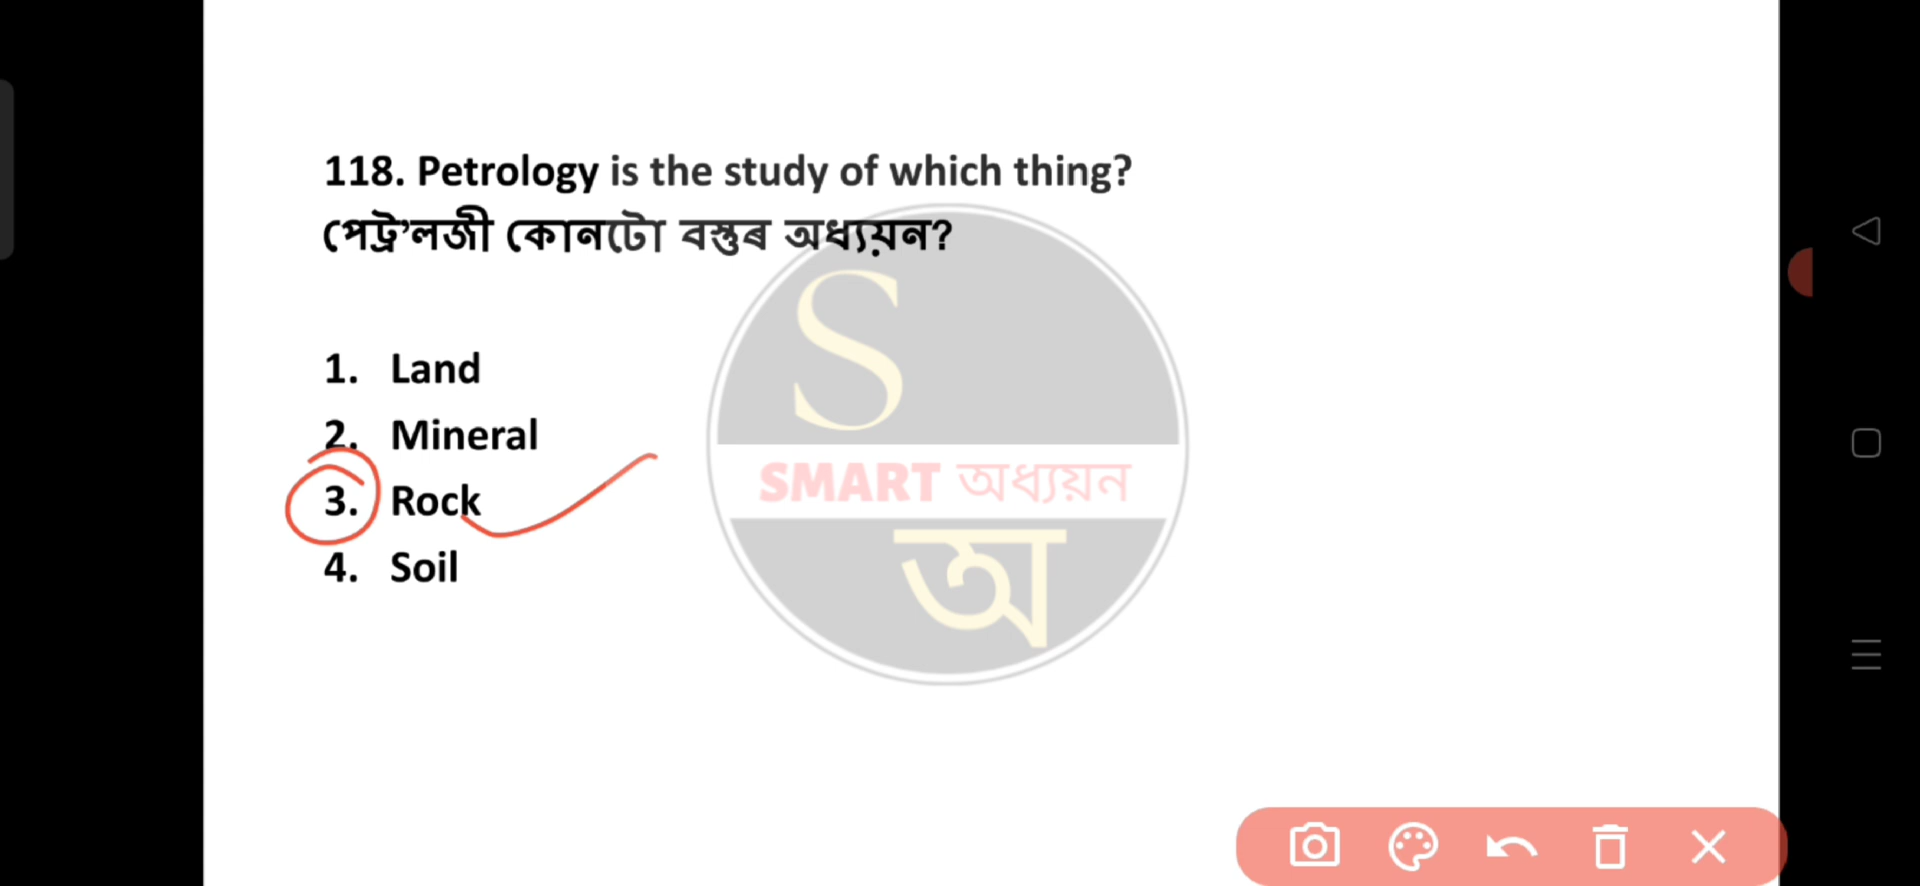 118. Petrology is the study of which thing?
পেট্ৰ'লজী কোনটো বস্তুৰ অধ্যয়ন?
1. Land
2. Mineral
3. Rock
4. Soil
S
SMART অধ্যয়ন
অ